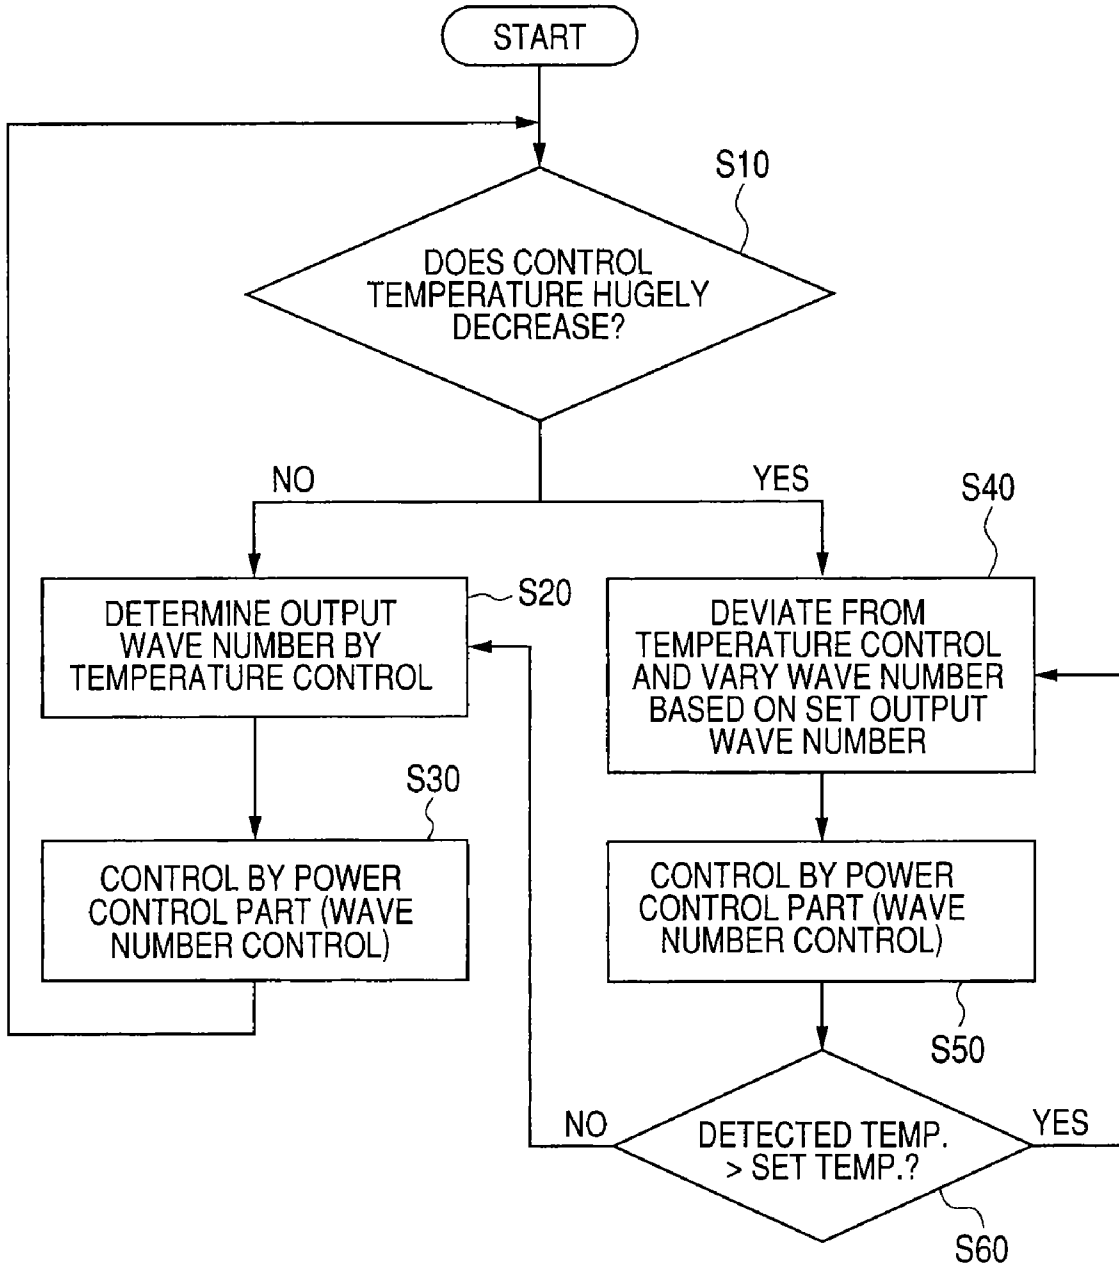 START
S10
DOES CONTROL
TEMPERATURE HUGELY
DECREASE?
NO
YES
S40
S20
DETERMINE OUTPUT
WAVE NUMBER BY
TEMPERATURE CONTROL
DEVIATE FROM
TEMPERATURE CONTROL
AND VARY WAVE NUMBER
BASED ON SET OUTPUT
WAVE NUMBER
S30
CONTROL BY POWER
CONTROL PART (WAVE
NUMBER CONTROL)
CONTROL BY POWER
CONTROL PART (WAVE
NUMBER CONTROL)
S50
NO
YES
DETECTED TEMP.
> SET TEMP.?
S60